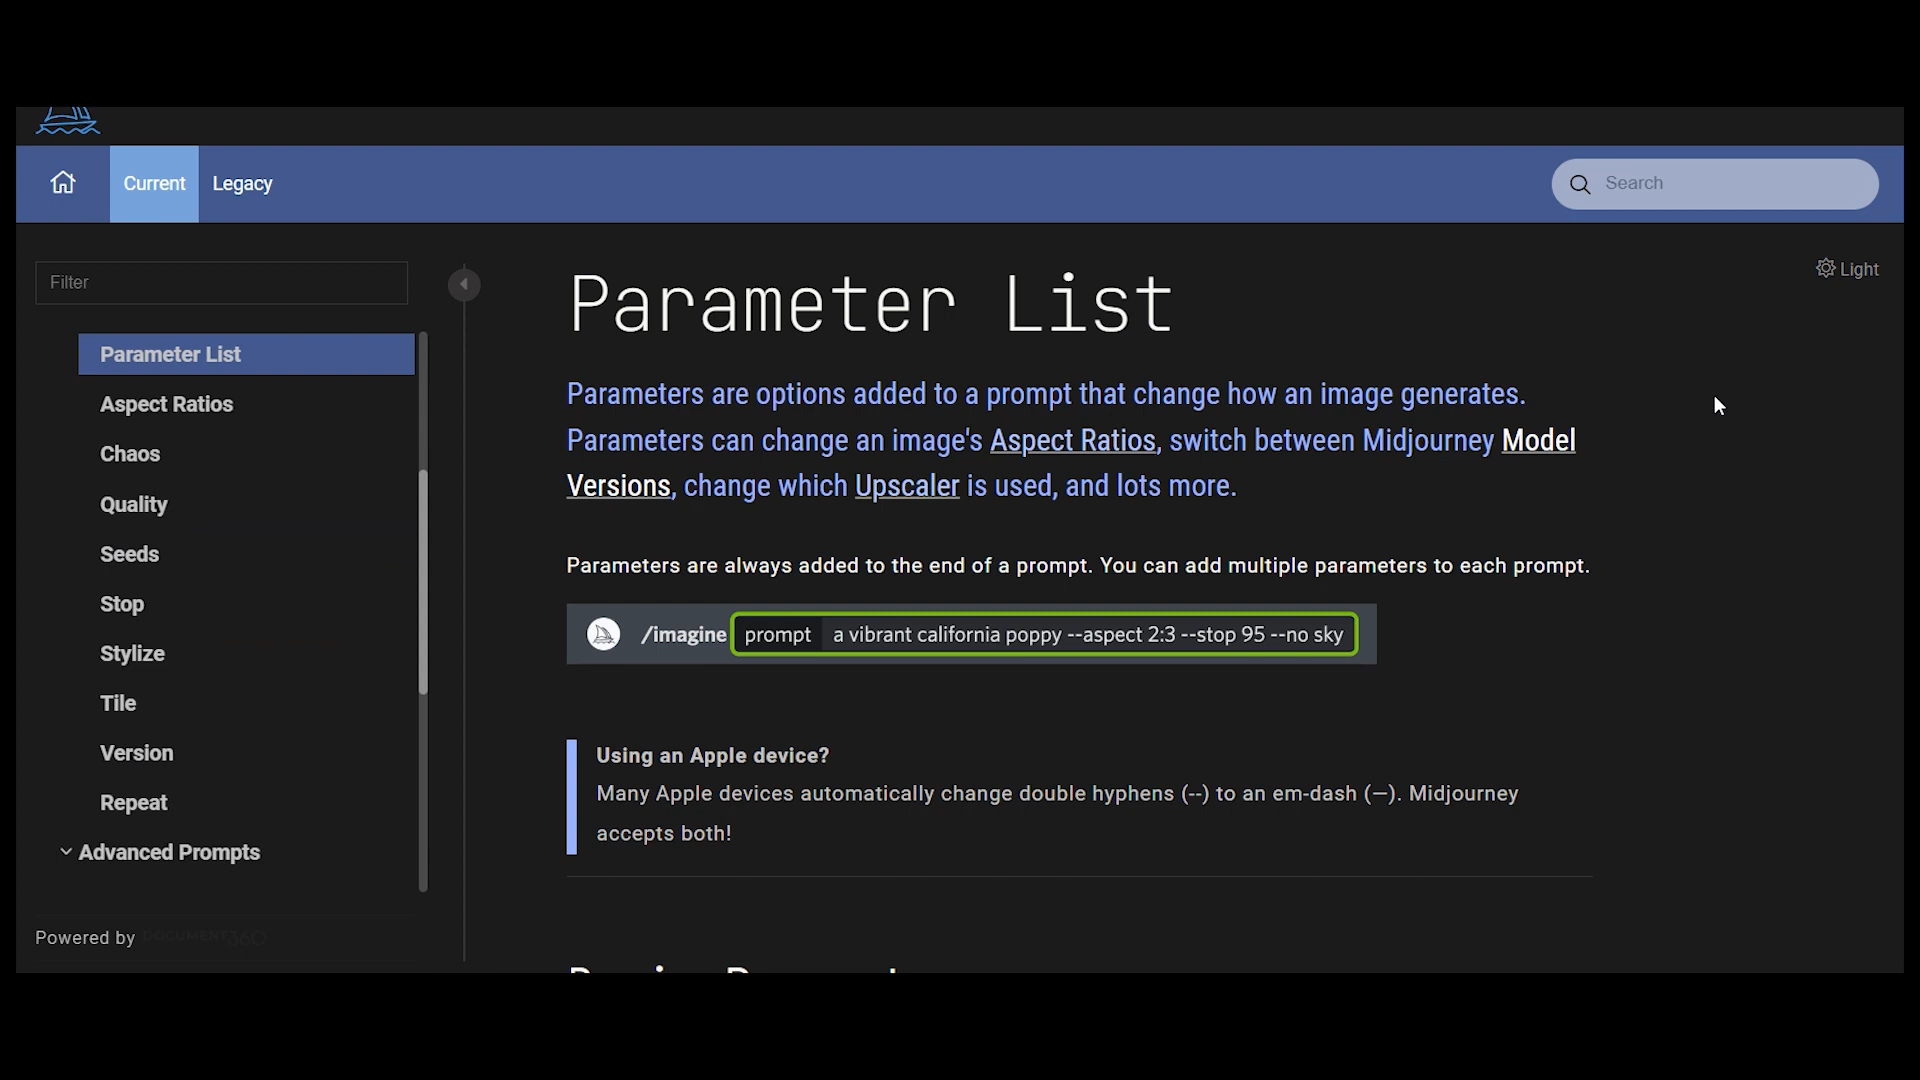 Current Legacy
Search
Filter
Light
Parameter List
Aspect Ratios
Chaos
Quality
Seeds
Stop
Stylize
Tile
Version
Repeat
Advanced Prompts
Powered by DOCUMENT360
Parameter List
Parameters are options added to a prompt that change how an image generates.
Parameters can change an image's Aspect Ratios, switch between Midjourney Model
Versions, change which Upscaler is used, and lots more.
Parameters are always added to the end of a prompt. You can add multiple parameters to each prompt.
/imagine prompt a vibrant california poppy --aspect 2:3 --stop 95 --no sky
Using an Apple device?
Many Apple devices automatically change double hyphens (--) to an em-dash (—). Midjourney
accepts both!